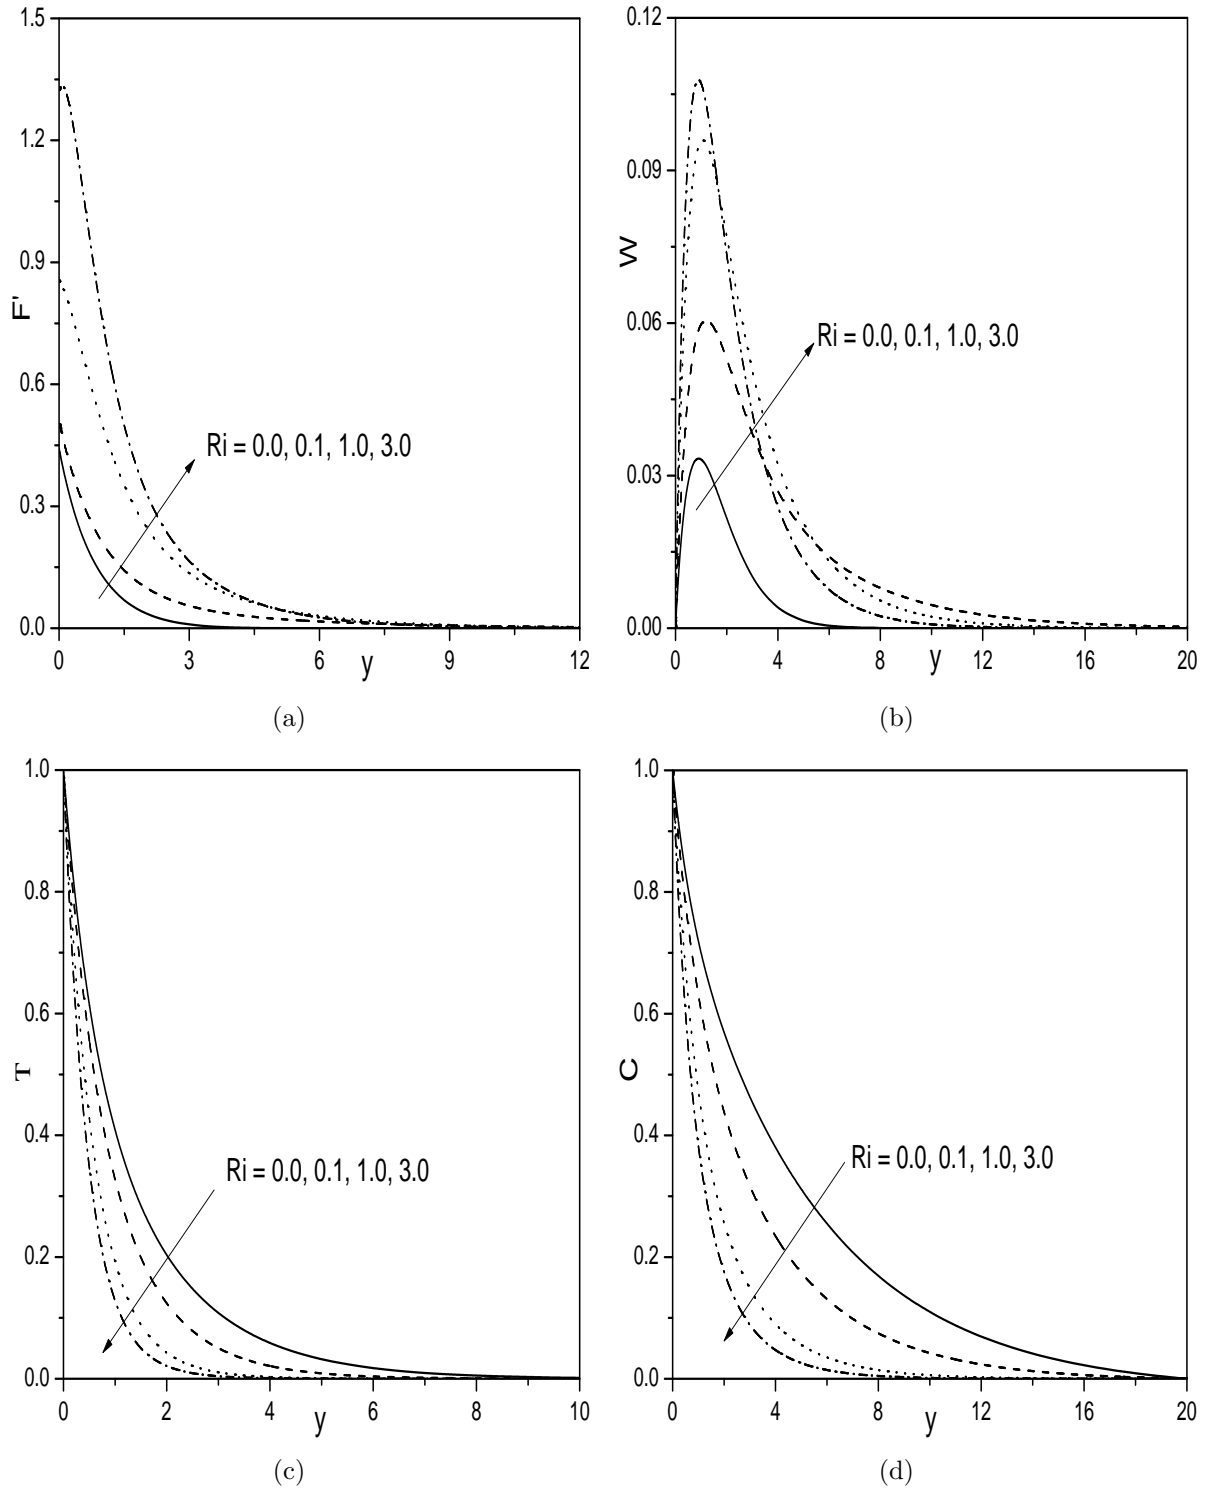 1.5
1.2
0.9
0.6
0.3
0.0
F'
Ri = 0.0, 0.1, 1.0, 3.0
0 3 6 9 12
y
(a)
0.12
0.09
0.06
0.03
0.00
W
Ri = 0.0, 0.1, 1.0, 3.0
0 4 8 12 16 20
y
(b)
1.0
0.8
0.6
0.4
0.2
0.0
T
Ri = 0.0, 0.1, 1.0, 3.0
0 2 4 6 8 10
y
(c)
1.0
0.8
0.6
0.4
0.2
0.0
C
Ri = 0.0, 0.1, 1.0, 3.0
0 4 8 12 16 20
y
(d)